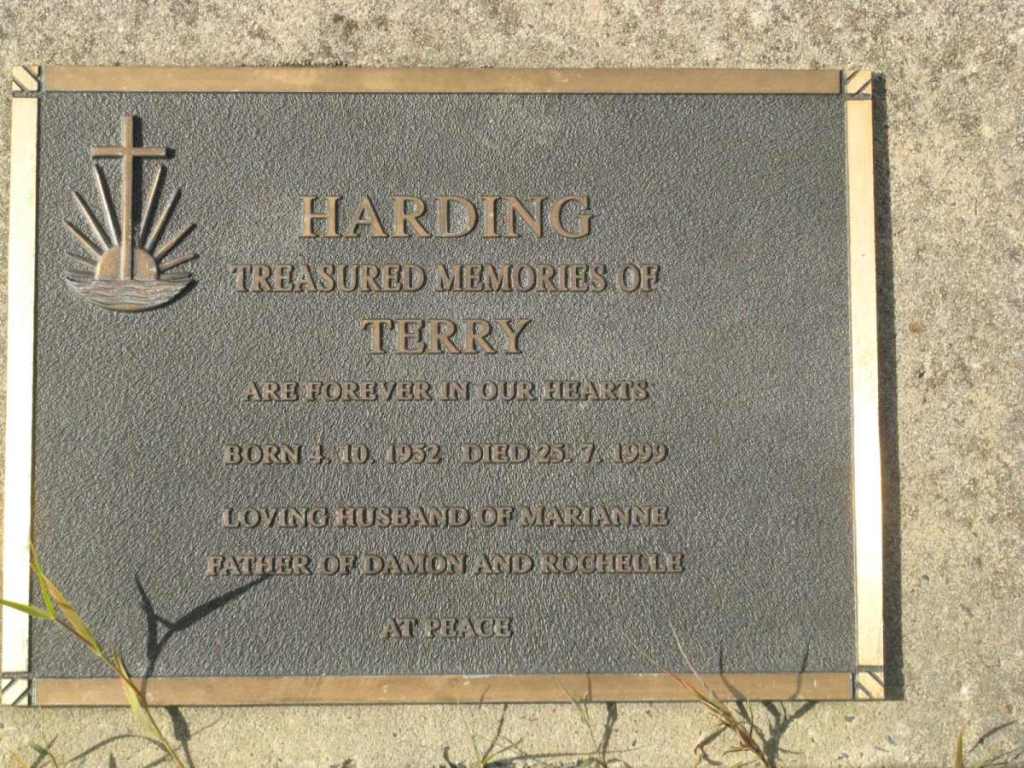 HARDING
TREASURED MEMORIES OF
TERRY
ARE FOREVER IN OUR HEARTS
BORN 4. 10. 1952 DIED 25. 7. 1999
LOVING HUSBAND OF MARIANNE
FATHER OF DAMON AND ROCHELLE
AT PEACE